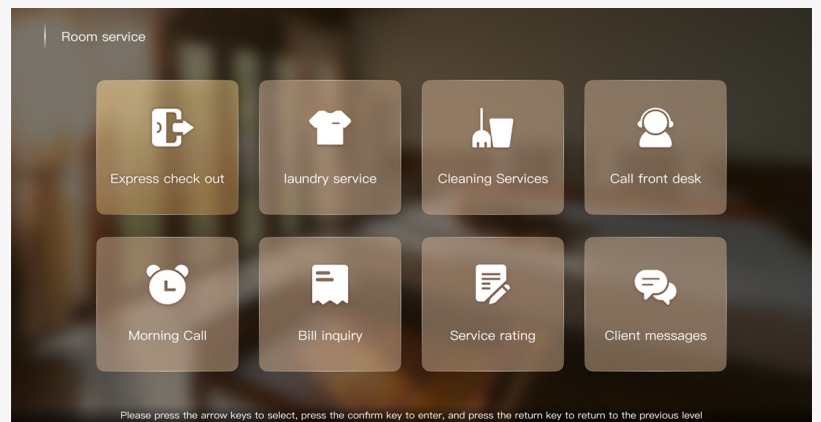 Room service
Express check out
laundry service
Cleaning Services
Call front desk
Morning Call
Bill inquiry
Service rating
Client messages
Please press the arrow keys to select, press the confirm key to enter, and press the return key to return to the previous level